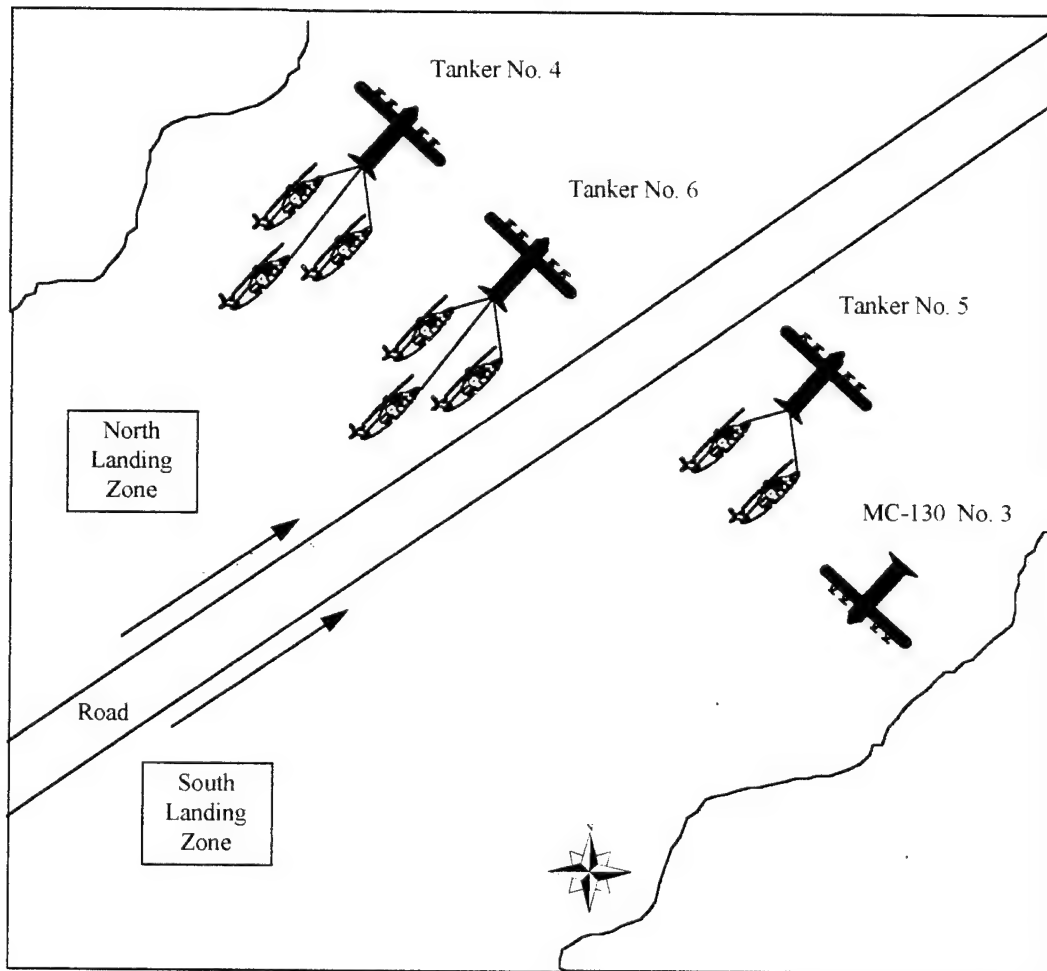 Tanker No. 4
Tanker No. 6
Tanker No. 5
North
Landing
Zone
MC-130 No. 3
Road
South
Landing
Zone
N